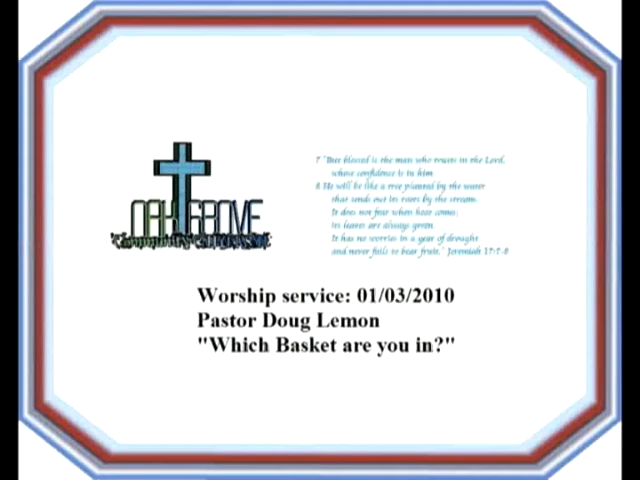 OAK GROVE
7 "But blessed is the man who trusts in the Lord,
whose confidence is in him
8 He will be like a tree planted by the water
that sends out its roots by the stream.
It does not fear when heat comes;
its leaves are always green
It has no worries in a year of drought
and never fails to bear fruit." Jeremiah 17:7-8
Worship service: 01/03/2010
Pastor Doug Lemon
"Which Basket are you in?"